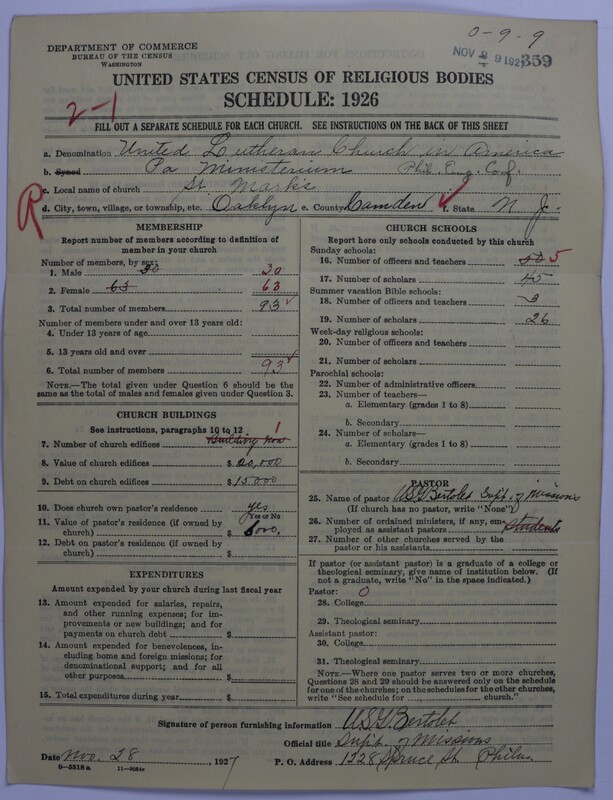 0-9-9
DEPARTMENT OF COMMERCE
BUREAU OF THE CENSUS
WASHINGTON
NOV 29 1927 359
UNITED STATES CENSUS OF RELIGIOUS BODIES
SCHEDULE: 1926
2-1
FILL OUT A SEPARATE SCHEDULE FOR EACH CHURCH. SEE INSTRUCTIONS ON THE BACK OF THIS SHEET
a. Denomination United Lutheran Church in America
b. Synod Pa Ministerium Phil. Eng. Conf.
c. Local name of church St. Mark's
R
d. City, town, village, or township, etc. Oaklyn e. County Camden f. State N. J.
MEMBERSHIP
Report number of members according to definition of
member in your church
Number of members, by sex:
1. Male 30 30
2. Female 63 63
3. Total number of members 93
Number of members under and over 13 years old:
4. Under 13 years of age
5. 13 years old and over
6. Total number of members 93
NOTE.—The total given under Question 6 should be
the same as total of males and females given under Question 3.
CHURCH BUILDINGS
See instructions, paragraphs 10 to 12
7. Number of church edifices Building now 1
8. Value of church edifices $ 20,000
9. Debt on church edifices $ 15,000
10. Does church own pastor's residence? yes
Yes or No
11. Value of pastor's residence (if owned by
church) $ 6000.
12. Debt on pastor's residence (if owned by
church) $
EXPENDITURES
Amount expended by your church during last fiscal year
13. Amount expended for salaries, repairs,
and other running expenses; for im-
provements or new buildings; and for
payments on church debt $
14. Amount expended for benevolences, in-
cluding home and foreign missions; for
denominational support; and for all
other purposes $
15. Total expenditures during year $
CHURCH SCHOOLS
Report here only schools conducted by this church
Sunday schools:
16. Number of officers and teachers 5
17. Number of scholars 45
Summer vacation Bible schools:
18. Number of officers and teachers 3
19. Number of scholars 26
Week-day religious schools:
20. Number of officers and teachers
21. Number of scholars
Parochial schools:
22. Number of administrative officers
23. Number of teachers—
a. Elementary (grades 1 to 8)
b. Secondary
24. Number of scholars—
a. Elementary (grades 1 to 8)
b. Secondary
PASTOR
25. Name of pastor USG Bertolet Supt. of missions
(If church has no pastor, write "None")
26. Number of ordained ministers, if any, em-
ployed as assistant pastors Students
27. Number of other churches served by the
pastor or his assistants
If pastor (or assistant pastor) is a graduate of a college or
theological seminary, give name of institution below. (If
not a graduate, write "No" in the space indicated.)
Pastor: 0
28. College
29. Theological seminary
Assistant pastor:
30. College
31. Theological seminary
NOTE.—Where one pastor serves two or more churches,
Questions 28 and 29 should be answered only on the schedule
for one of the churches; on the schedules for the other churches,
write "See schedule for church."
Signature of person furnishing information USG Bertolet
Official title Supt. of Missions
Date Nov. 28, 1927 P. O. Address 1228 Spruce St. Phila.